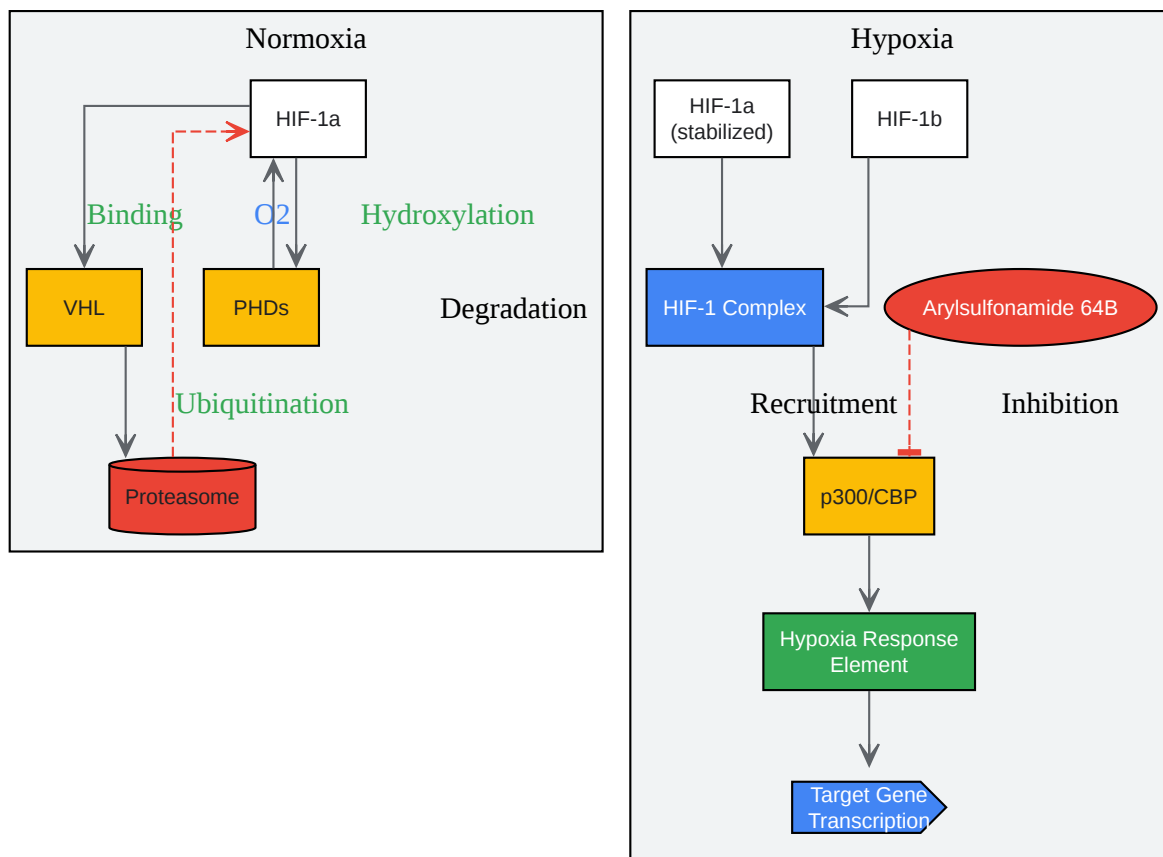 Normoxia
HIF-1a
Binding
O2
Hydroxylation
VHL
PHDs
Degradation
Ubiquitination
Proteasome
Hypoxia
HIF-1a
(stabilized)
HIF-1b
HIF-1 Complex
Arylsulfonamide 64B
Recruitment
Inhibition
p300/CBP
Hypoxia Response
Element
Target Gene
Transcription